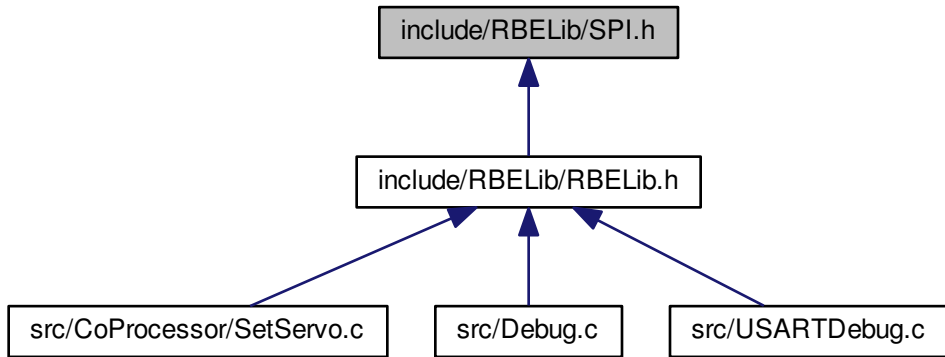 include/RBELib/SPI.h
include/RBELib/RBELib.h
src/CoProcessor/SetServo.c
src/Debug.c
src/USARTDebug.c